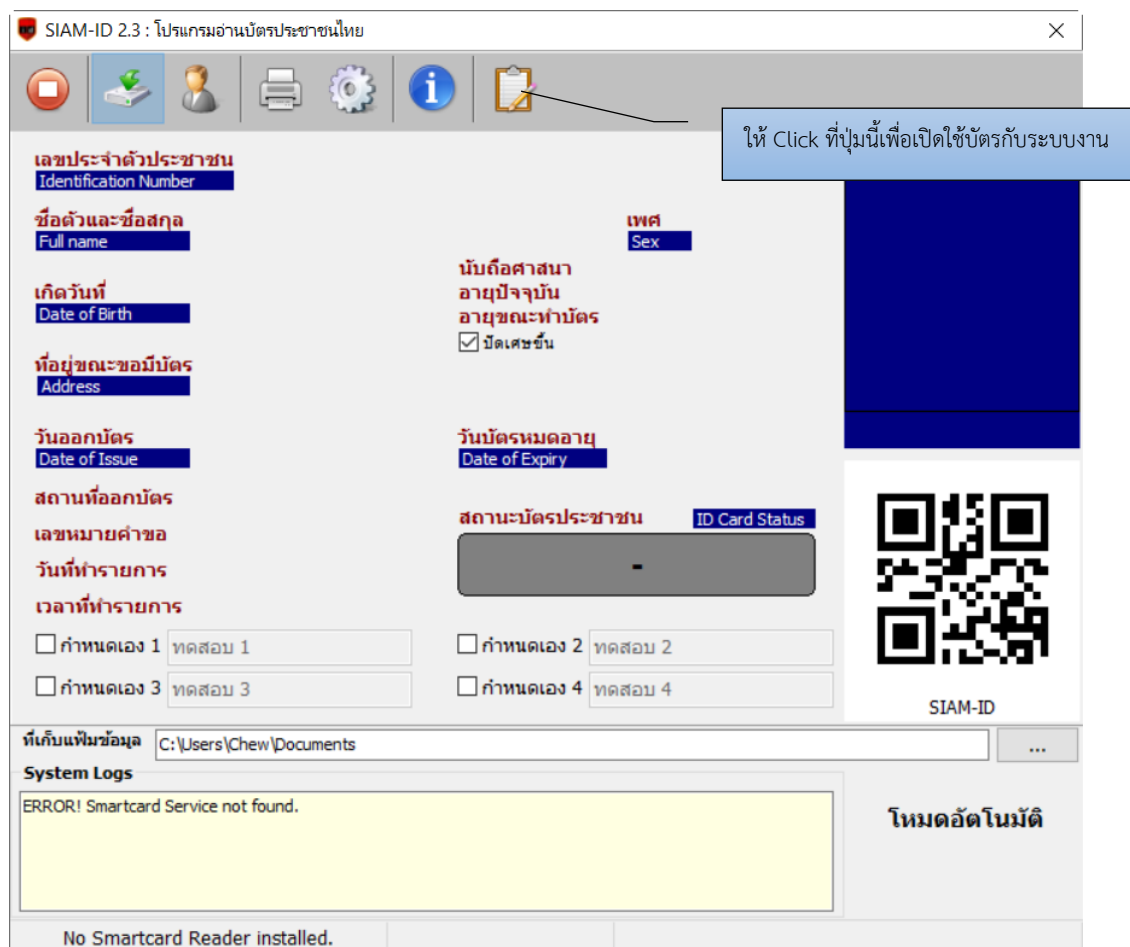 SIAM-ID 2.3 : โปรแกรมอ่านบัตรประชาชนไทย
ให้ Click ที่ปุ่มนี้เพื่อเปิดใช้บัตรกับระบบงาน
เลขประจำตัวประชาชน
Identification Number
ชื่อตัวและชื่อสกุล
Full name
เพศ
Sex
นับถือศาสนา
เกิดวันที่
Date of Birth
อายุปัจจุบัน
อายุขณะทำบัตร
ปัดเศษขึ้น
ที่อยู่ขณะขอมีบัตร
Address
วันออกบัตร
Date of Issue
วันบัตรหมดอายุ
Date of Expiry
สถานที่ออกบัตร
เลขหมายคำขอ
วันที่ทำรายการ
เวลาที่ทำรายการ
สถานะบัตรประชาชน ID Card Status
-
กำหนดเอง 1 ทดสอบ 1
กำหนดเอง 2 ทดสอบ 2
กำหนดเอง 3 ทดสอบ 3
กำหนดเอง 4 ทดสอบ 4
SIAM-ID
ที่เก็บแฟ้มข้อมูล C:\Users\Chew\Documents ...
System Logs
ERROR! Smartcard Service not found.
โหมดอัตโนมัติ
No Smartcard Reader installed.